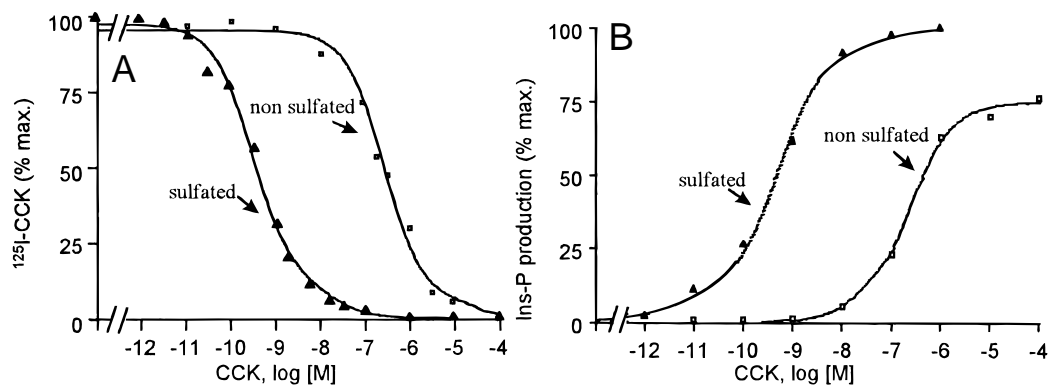 A
¹²⁵I-CCK (% max.)
100
75
50
25
0
non sulfated
sulfated
-12 -11 -10 -9 -8 -7 -6 -5 -4
CCK, log [M]
B
Ins-P production (% max.)
100
75
50
25
0
non sulfated
sulfated
-12 -11 -10 -9 -8 -7 -6 -5 -4
CCK, log [M]